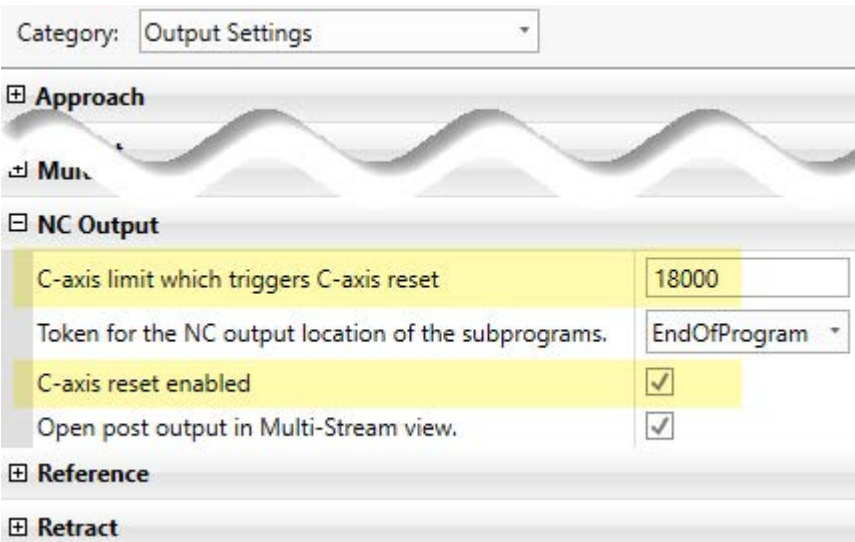 Category: Output Settings
Approach
NC Output
C-axis limit which triggers C-axis reset 18000
Token for the NC output location of the subprograms. EndOfProgram
C-axis reset enabled
Open post output in Multi-Stream view.
Reference
Retract